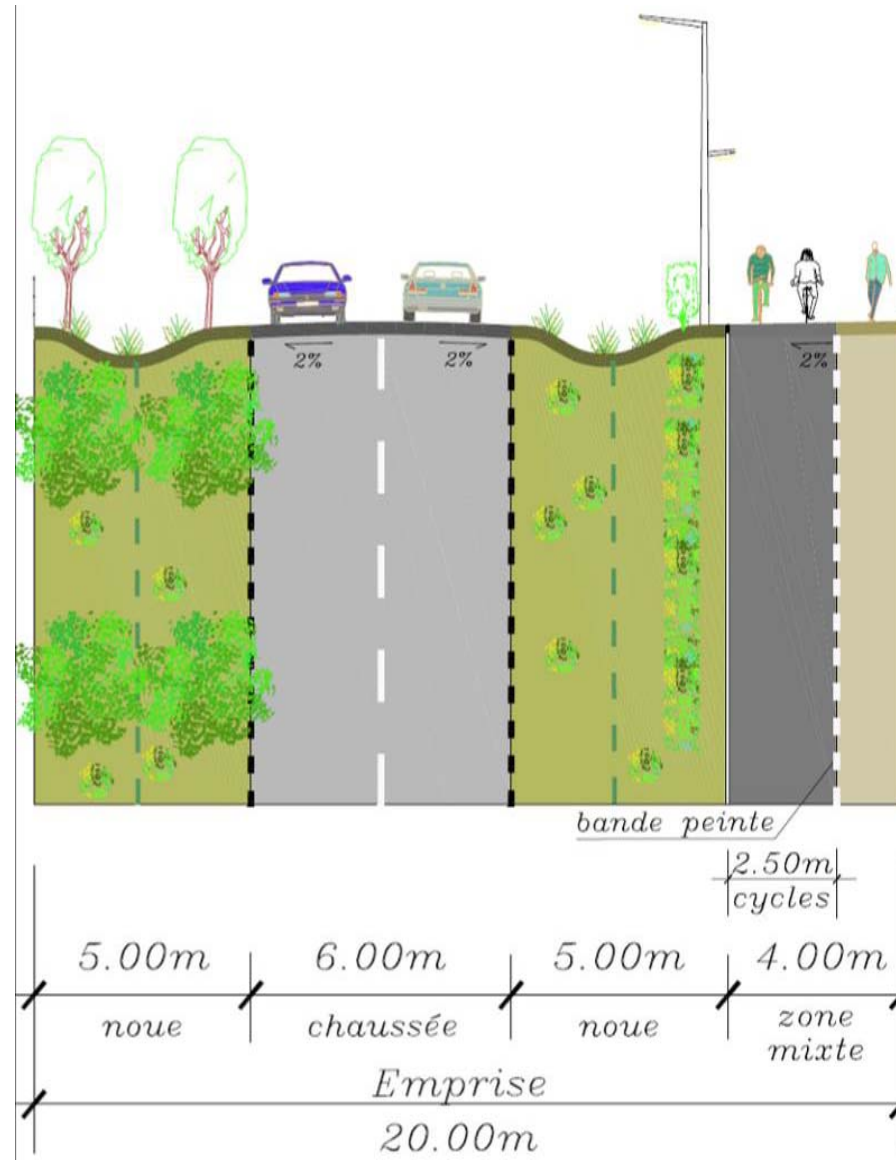 2% 2% 2%
bande peinte
2.50m
cycles
5.00m 6.00m 5.00m 4.00m
noue chaussée noue zone
mixte
Emprise
20.00m